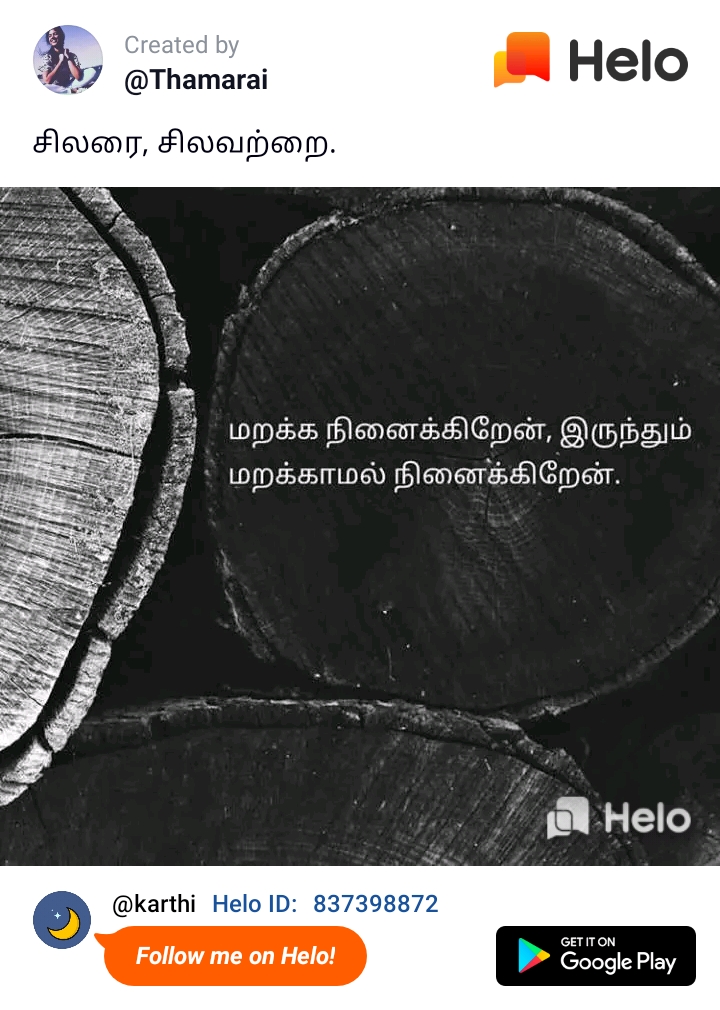 Created by
@Thamarai
Helo
சிலரை, சிலவற்றை.
மறக்க நினைக்கிறேன், இருந்தும்
மறக்காமல் நினைக்கிறேன்.
Helo
@karthi Helo ID: 837398872
Follow me on Helo!
GET IT ON
Google Play